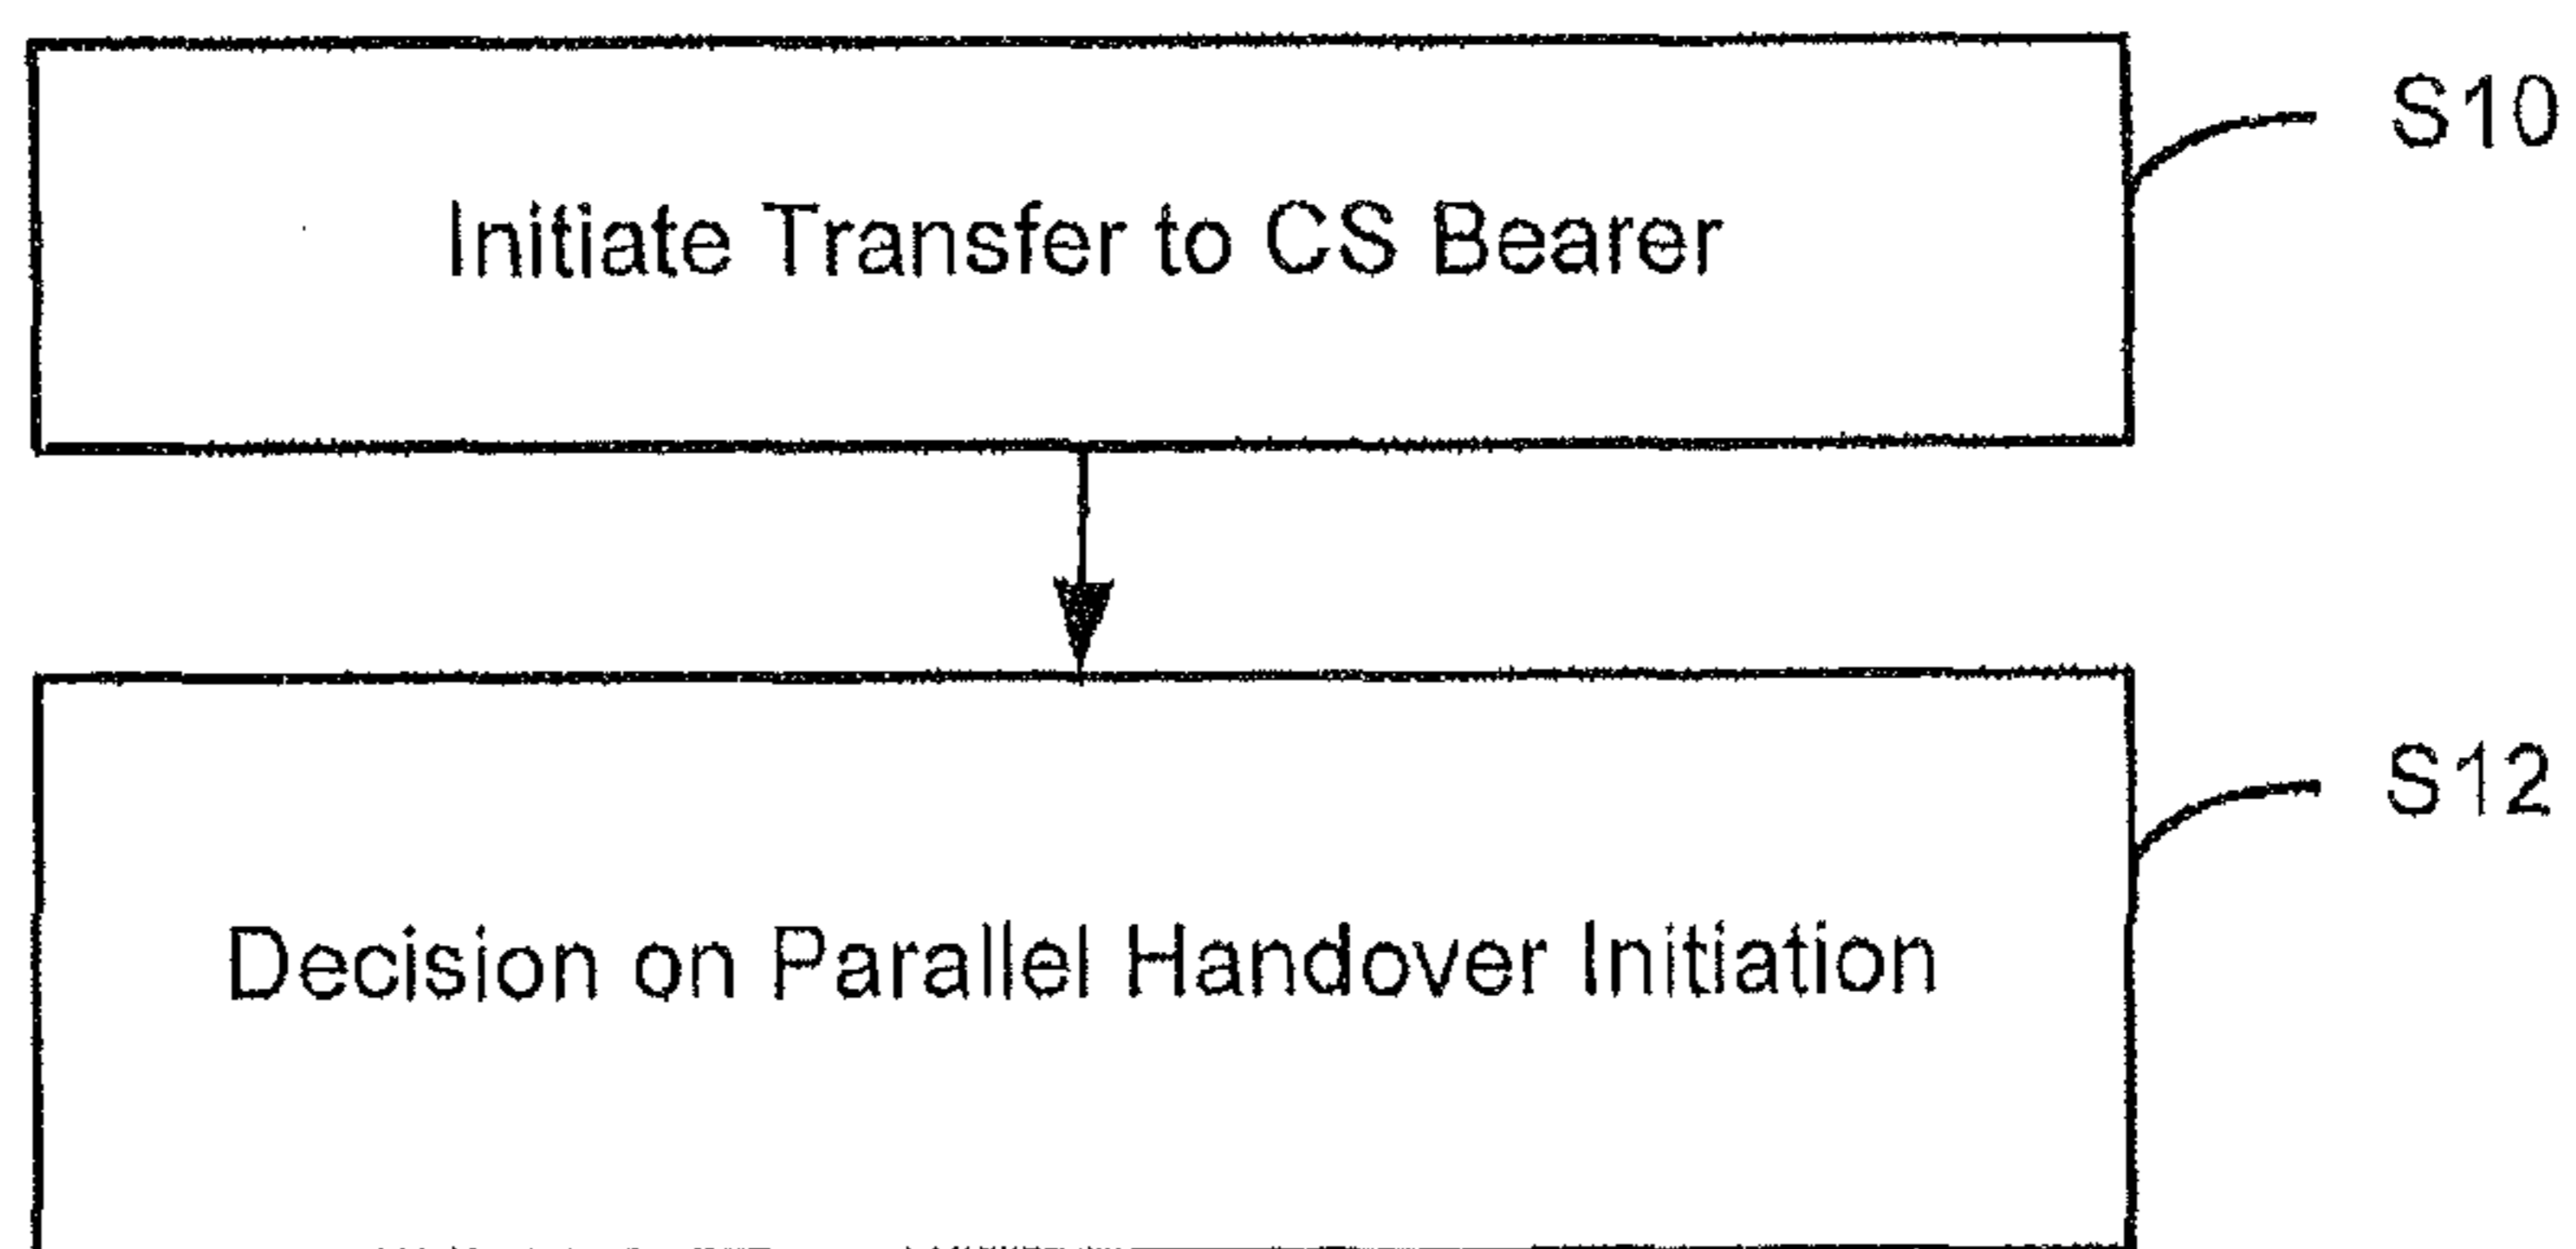 Initiate Transfer to CS Bearer
S10
Decision on Parallel Handover Initiation
S12